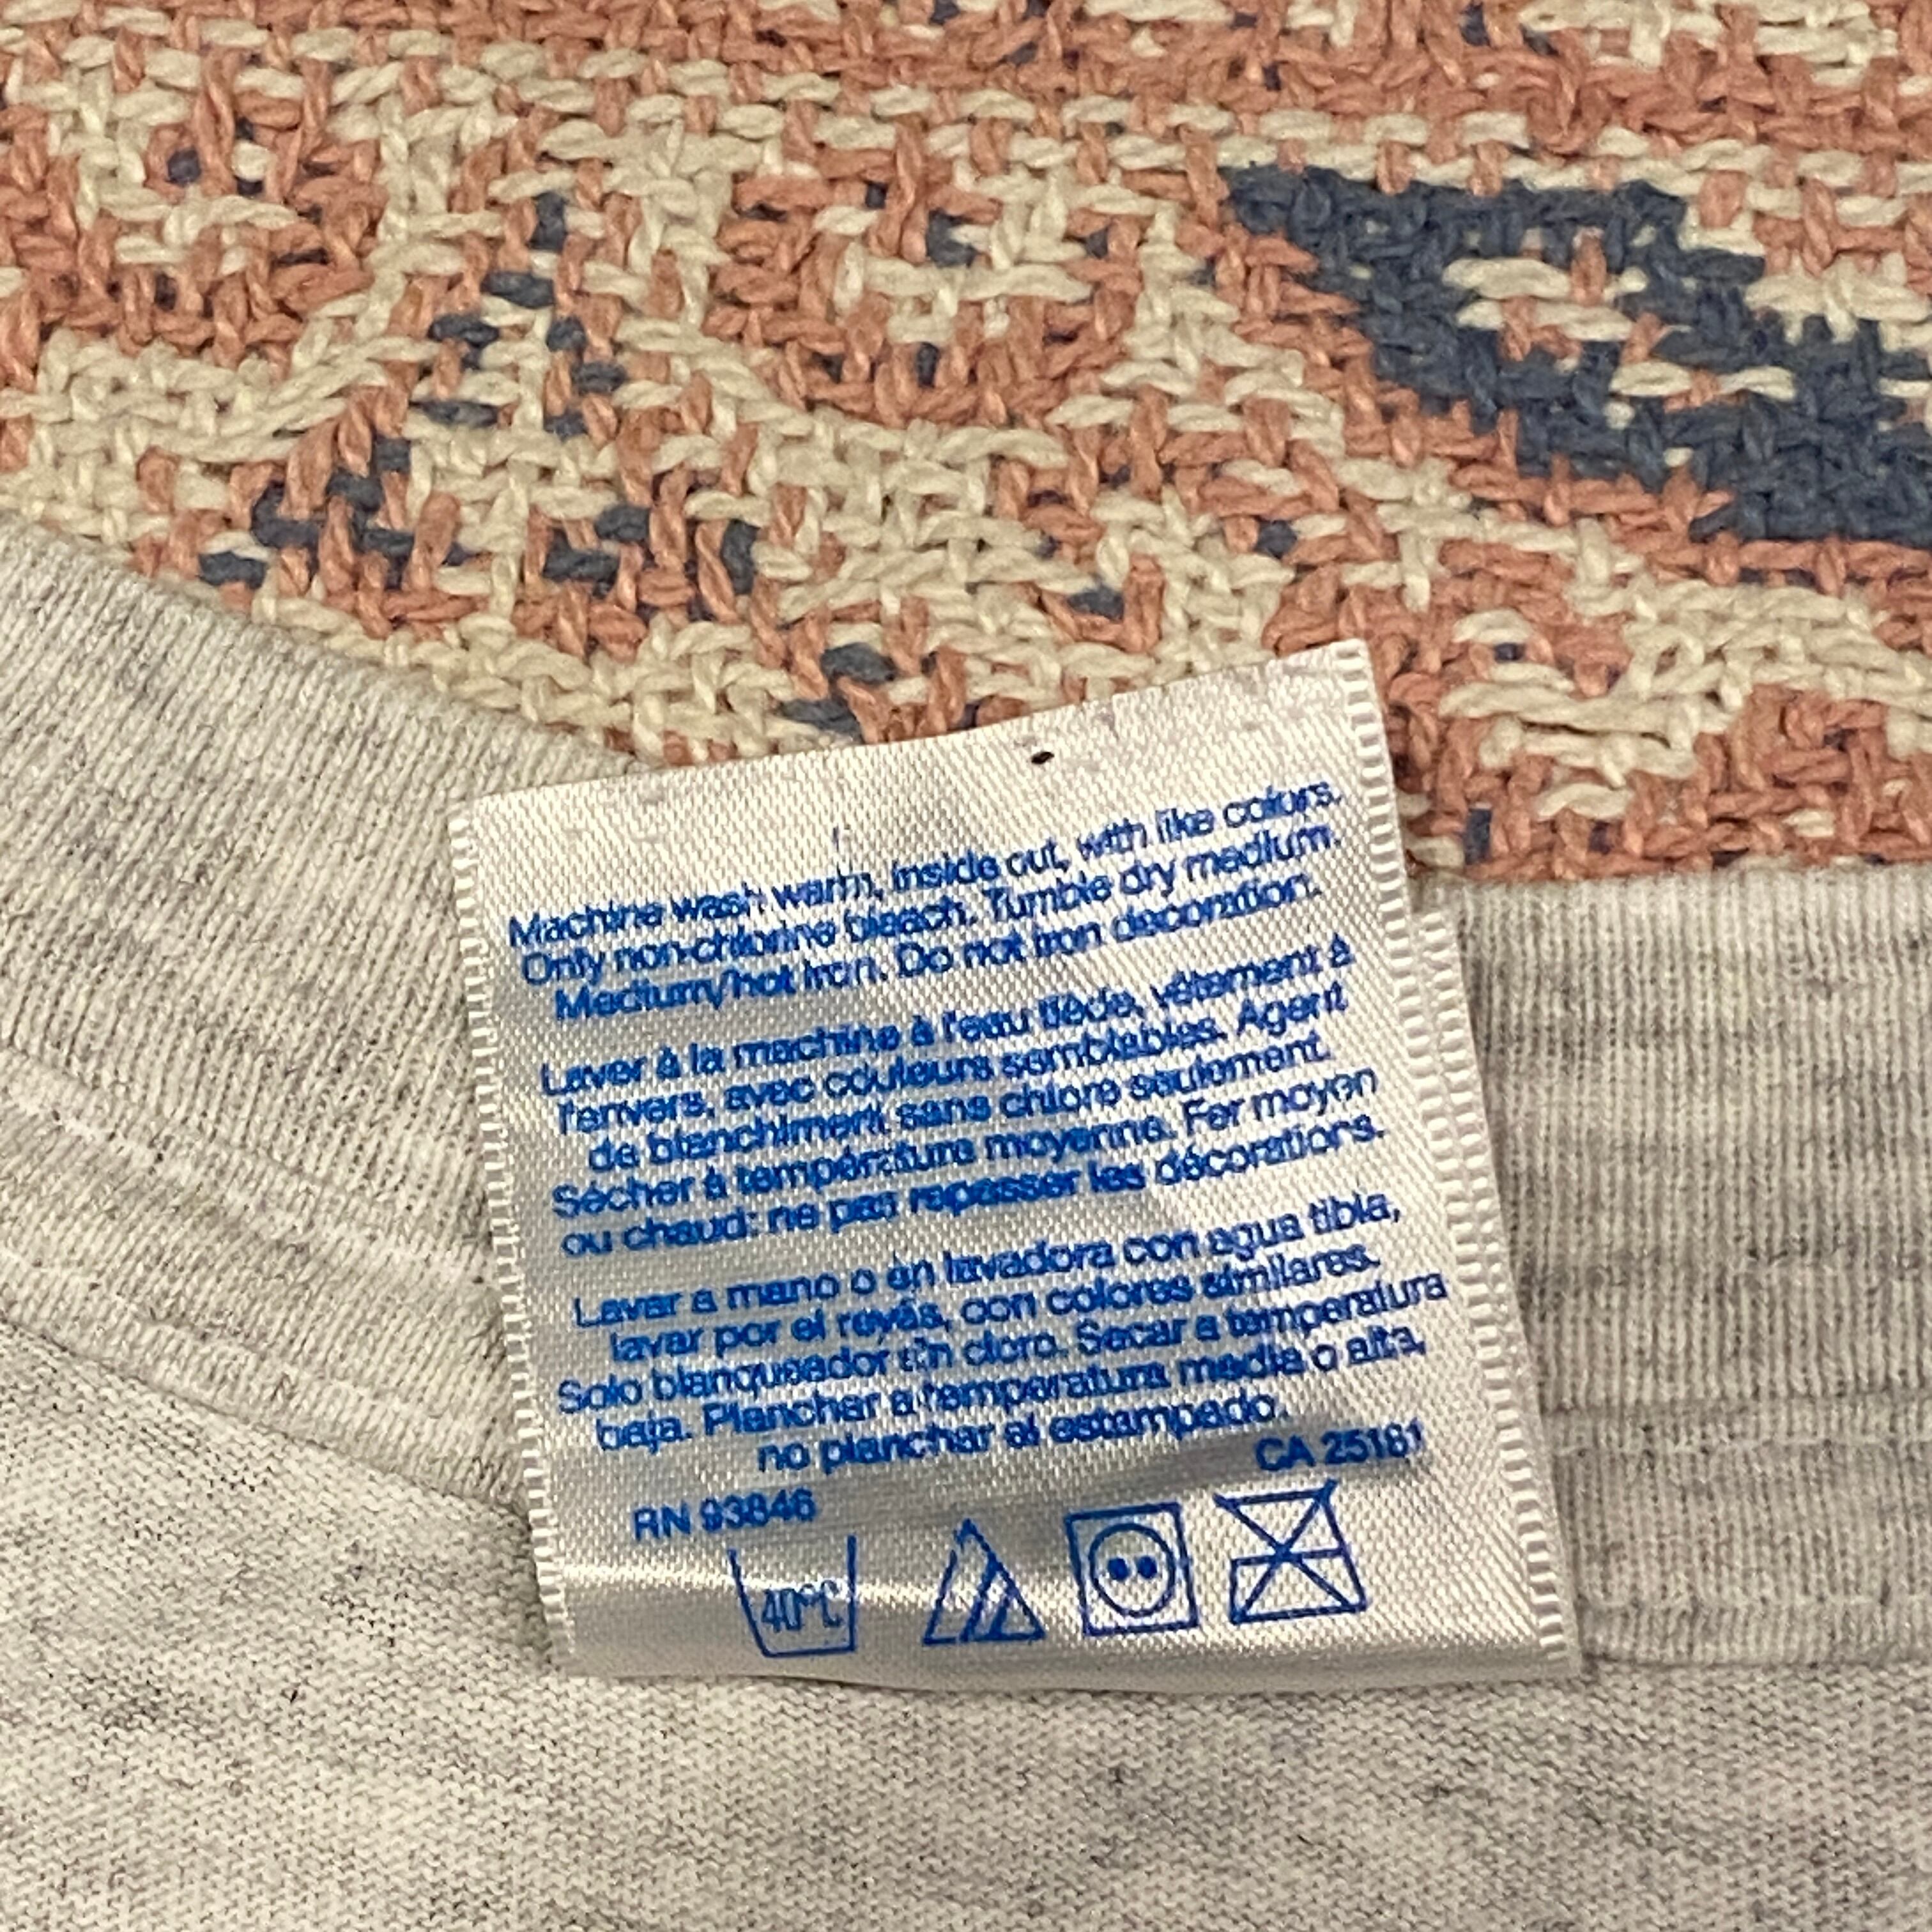 Machine wash warm, inside out, with like colors.
Only non-chlorine bleach. Tumble dry medium.
Medium/hot iron. Do not iron decoration.
Laver à la machine à l'eau tiède, vêtement à
l'envers, avec couleurs semblables. Agent
de blanchiment sans chlore seulement.
Sécher à température moyenne. Fer moyen
ou chaud: ne pas repasser les décorations.
Lavar a mano o en lavadora con agua tibia,
lavar por el revés, con colores similares.
Solo blanqueador sin cloro. Secar a temperatura
baja. Planchar a temperatura media o alta,
no planchar al estampado.
CA 25181
RN 93846
40°C